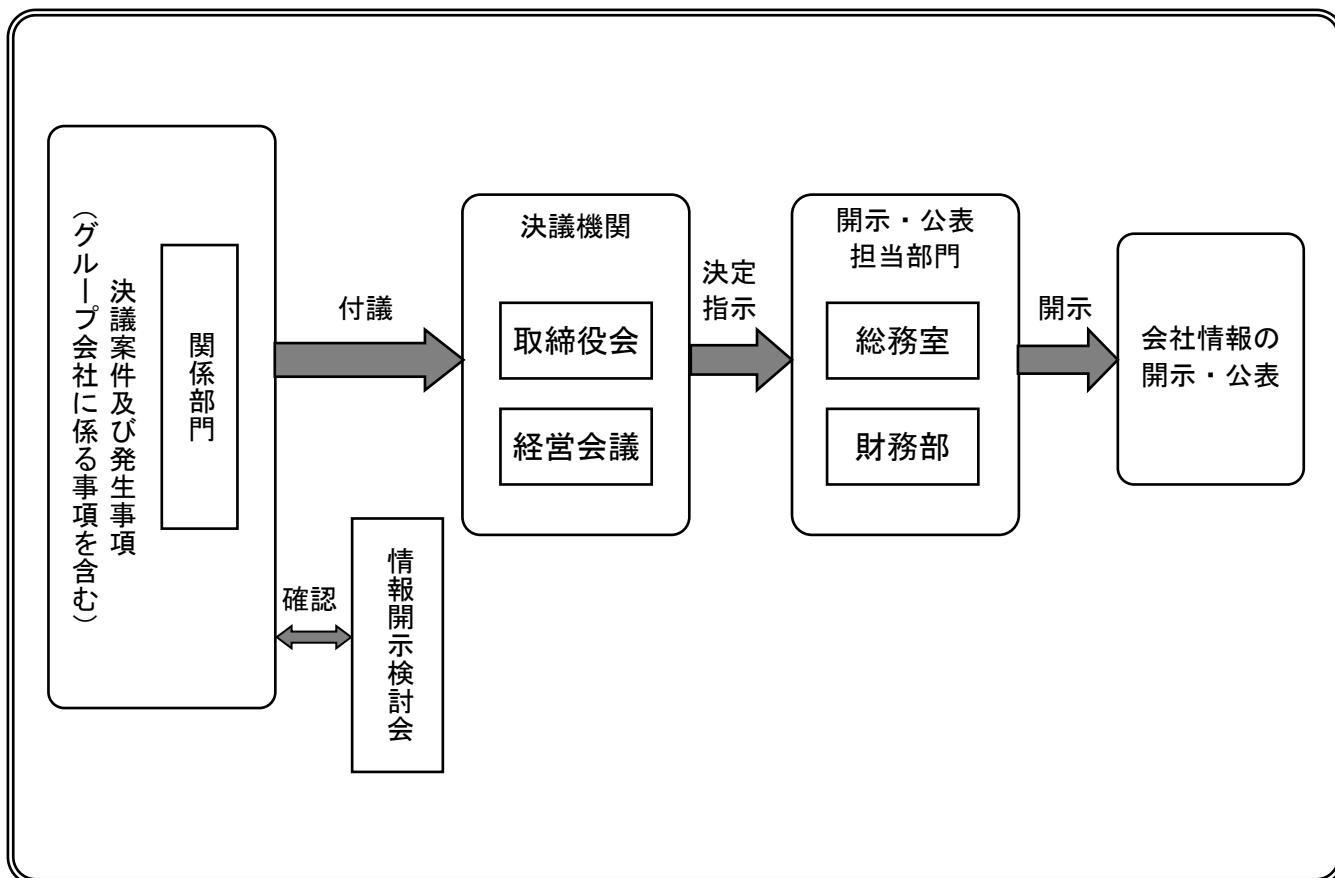 決議案件及び発生事項
（グループ会社に係る事項を含む）
関係部門
付議
確認
情報開示検討会
決議機関
取締役会
経営会議
決定
指示
開示・公表
担当部門
総務室
財務部
開示
会社情報の
開示・公表